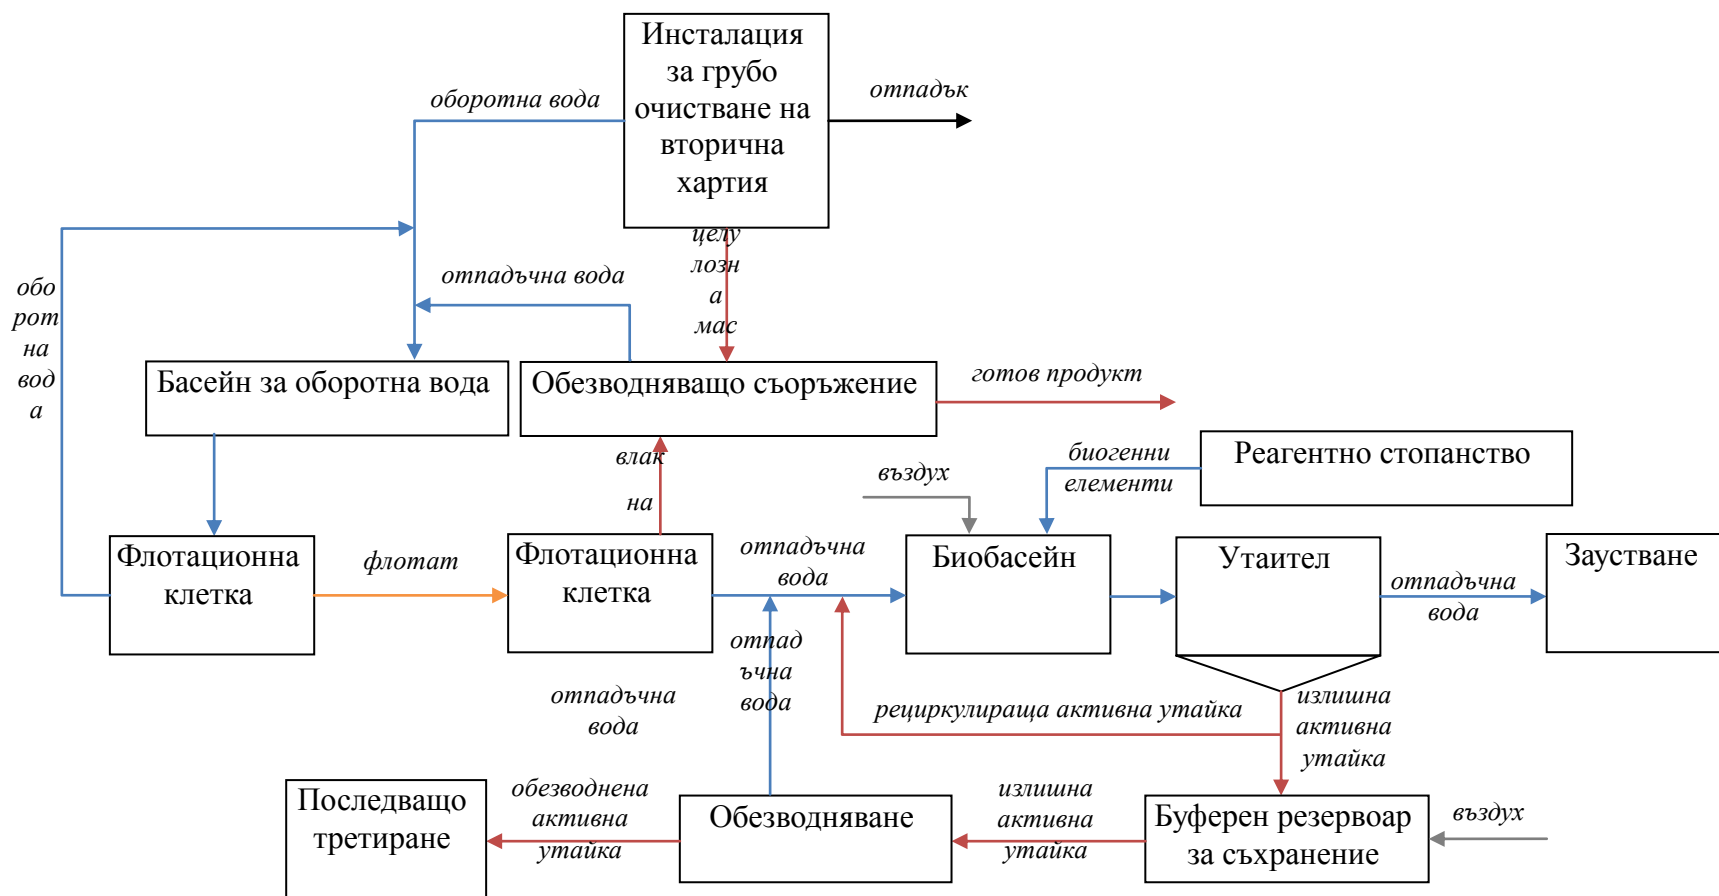 Инсталация
за грубо
очистване на
вторична
хартия
оборотна вода
отпадък
целу
лозн
а
мас
отпадъчна вода
обо
рот
на
вод
а
Басейн за оборотна вода
Обезводняващо съоръжение
готов продукт
влак
на
въздух
биогенни
елементи
Реагентно стопанство
Флотационна
клетка
флотат
Флотационна
клетка
отпадъчна
вода
Биобасейн
Утаител
отпадъчна
вода
Заустване
отпад
ъчна
вода
отпадъчна
вода
рециркулираща активна утайка
излишна
активна
утайка
Последващо
третиране
обезводнена
активна
утайка
Обезводняване
излишна
активна
утайка
Буферен резервоар
за съхранение
въздух